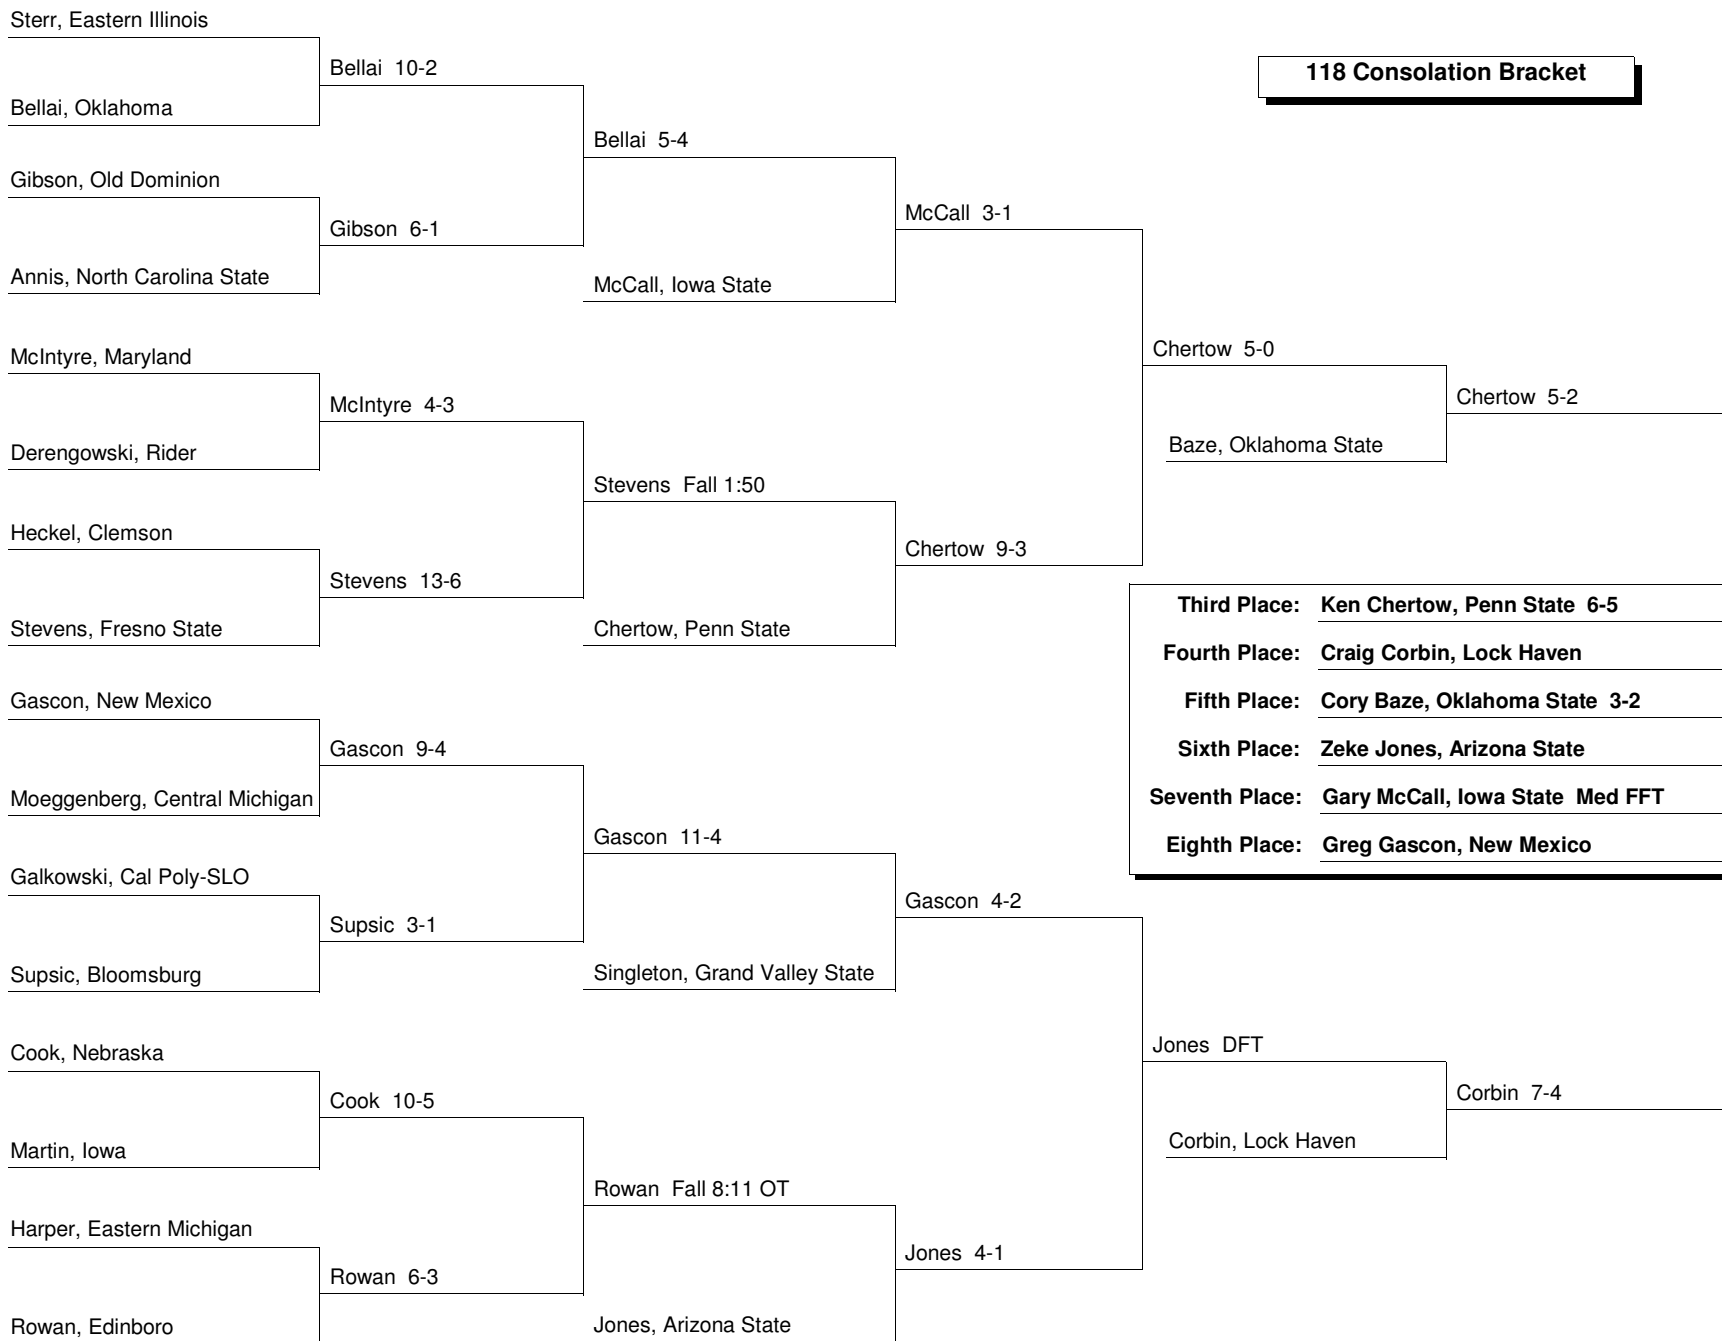 Sterr, Eastern Illinois
Bellai  10-2
118 Consolation Bracket
Bellai, Oklahoma
Bellai  5-4
Gibson, Old Dominion
McCall  3-1
Gibson  6-1
Annis, North Carolina State
McCall, Iowa State
Chertow  5-0
McIntyre, Maryland
Chertow  5-2
McIntyre  4-3
Baze, Oklahoma State
Derengowski, Rider
Stevens  Fall 1:50
Heckel, Clemson
Chertow  9-3
Stevens  13-6
Third Place: Ken Chertow, Penn State  6-5
Stevens, Fresno State
Chertow, Penn State
Fourth Place: Craig Corbin, Lock Haven
Gascon, New Mexico
Fifth Place: Cory Baze, Oklahoma State  3-2
Gascon  9-4
Sixth Place: Zeke Jones, Arizona State
Moeggenberg, Central Michigan
Seventh Place: Gary McCall, Iowa State  Med FFT
Gascon  11-4
Eighth Place: Greg Gascon, New Mexico
Galkowski, Cal Poly-SLO
Gascon  4-2
Supsic  3-1
Supsic, Bloomsburg
Singleton, Grand Valley State
Jones  DFT
Cook, Nebraska
Corbin  7-4
Cook  10-5
Corbin, Lock Haven
Martin, Iowa
Rowan  Fall 8:11 OT
Harper, Eastern Michigan
Jones  4-1
Rowan  6-3
Rowan, Edinboro
Jones, Arizona State